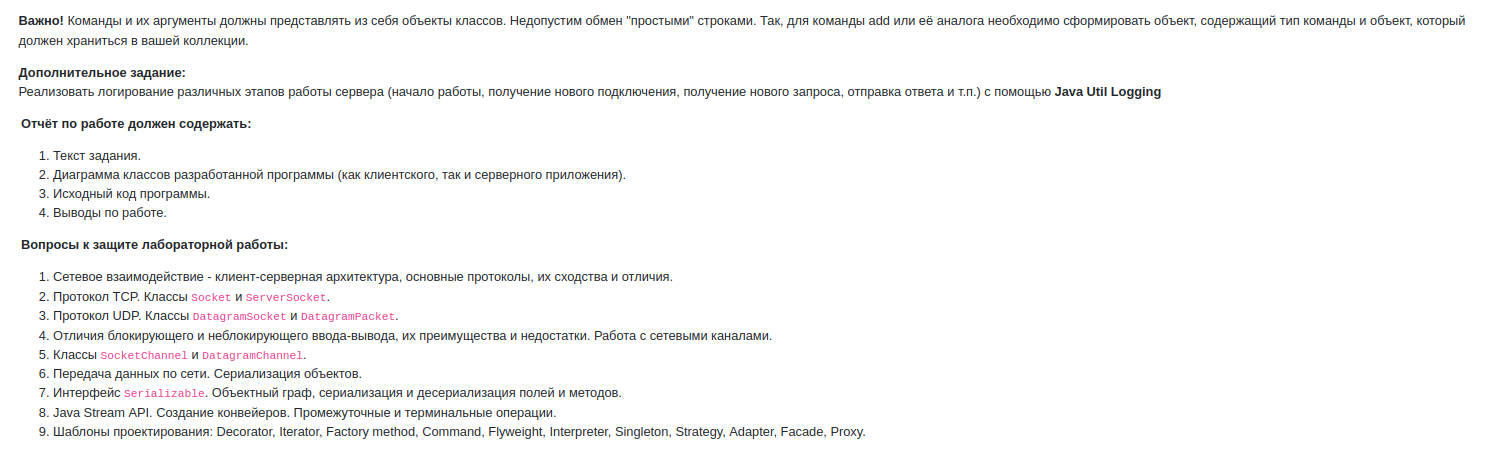 Важно! Команды и их аргументы должны представлять из себя объекты классов. Недопустим обмен "простыми" строками. Так, для команды add или её аналога необходимо сформировать объект, содержащий тип команды и объект, который
должен храниться в вашей коллекции.
Дополнительное задание:
Реализовать логирование различных этапов работы сервера (начало работы, получение нового подключения, получение нового запроса, отправка ответа и т.п.) с помощью Java Util Logging
Отчёт по работе должен содержать:
1. Текст задания.
2. Диаграмма классов разработанной программы (как клиентского, так и серверного приложения).
3. Исходный код программы.
4. Выводы по работе.
Вопросы к защите лабораторной работы:
1. Сетевое взаимодействие - клиент-серверная архитектура, основные протоколы, их сходства и отличия.
2. Протокол TCP. Классы Socket и ServerSocket.
3. Протокол UDP. Классы DatagramSocket и DatagramPacket.
4. Отличия блокирующего и неблокирующего ввода-вывода, их преимущества и недостатки. Работа с сетевыми каналами.
5. Классы SocketChannel и DatagramChannel.
6. Передача данных по сети. Сериализация объектов.
7. Интерфейс Serializable. Объектный граф, сериализация и десериализация полей и методов.
8. Java Stream API. Создание конвейеров. Промежуточные и терминальные операции.
9. Шаблоны проектирования: Decorator, Iterator, Factory method, Command, Flyweight, Interpreter, Singleton, Strategy, Adapter, Facade, Proxy.